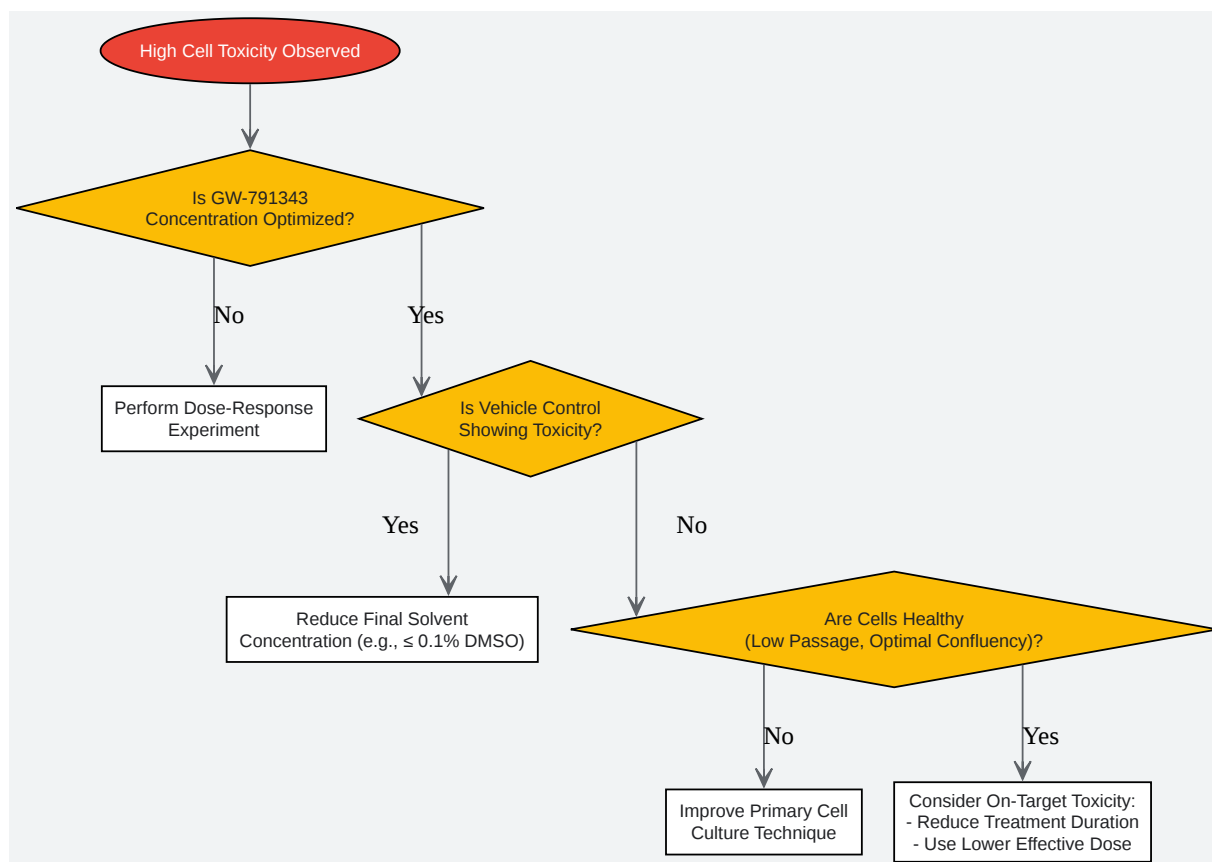 High Cell Toxicity Observed
Is GW-791343
Concentration Optimized?
No
Yes
Perform Dose-Response
Experiment
Is Vehicle Control
Showing Toxicity?
Yes
No
Reduce Final Solvent
Concentration (e.g., ≤ 0.1% DMSO)
Are Cells Healthy
(Low Passage, Optimal Confluency)?
No
Yes
Improve Primary Cell
Culture Technique
Consider On-Target Toxicity:
- Reduce Treatment Duration
- Use Lower Effective Dose